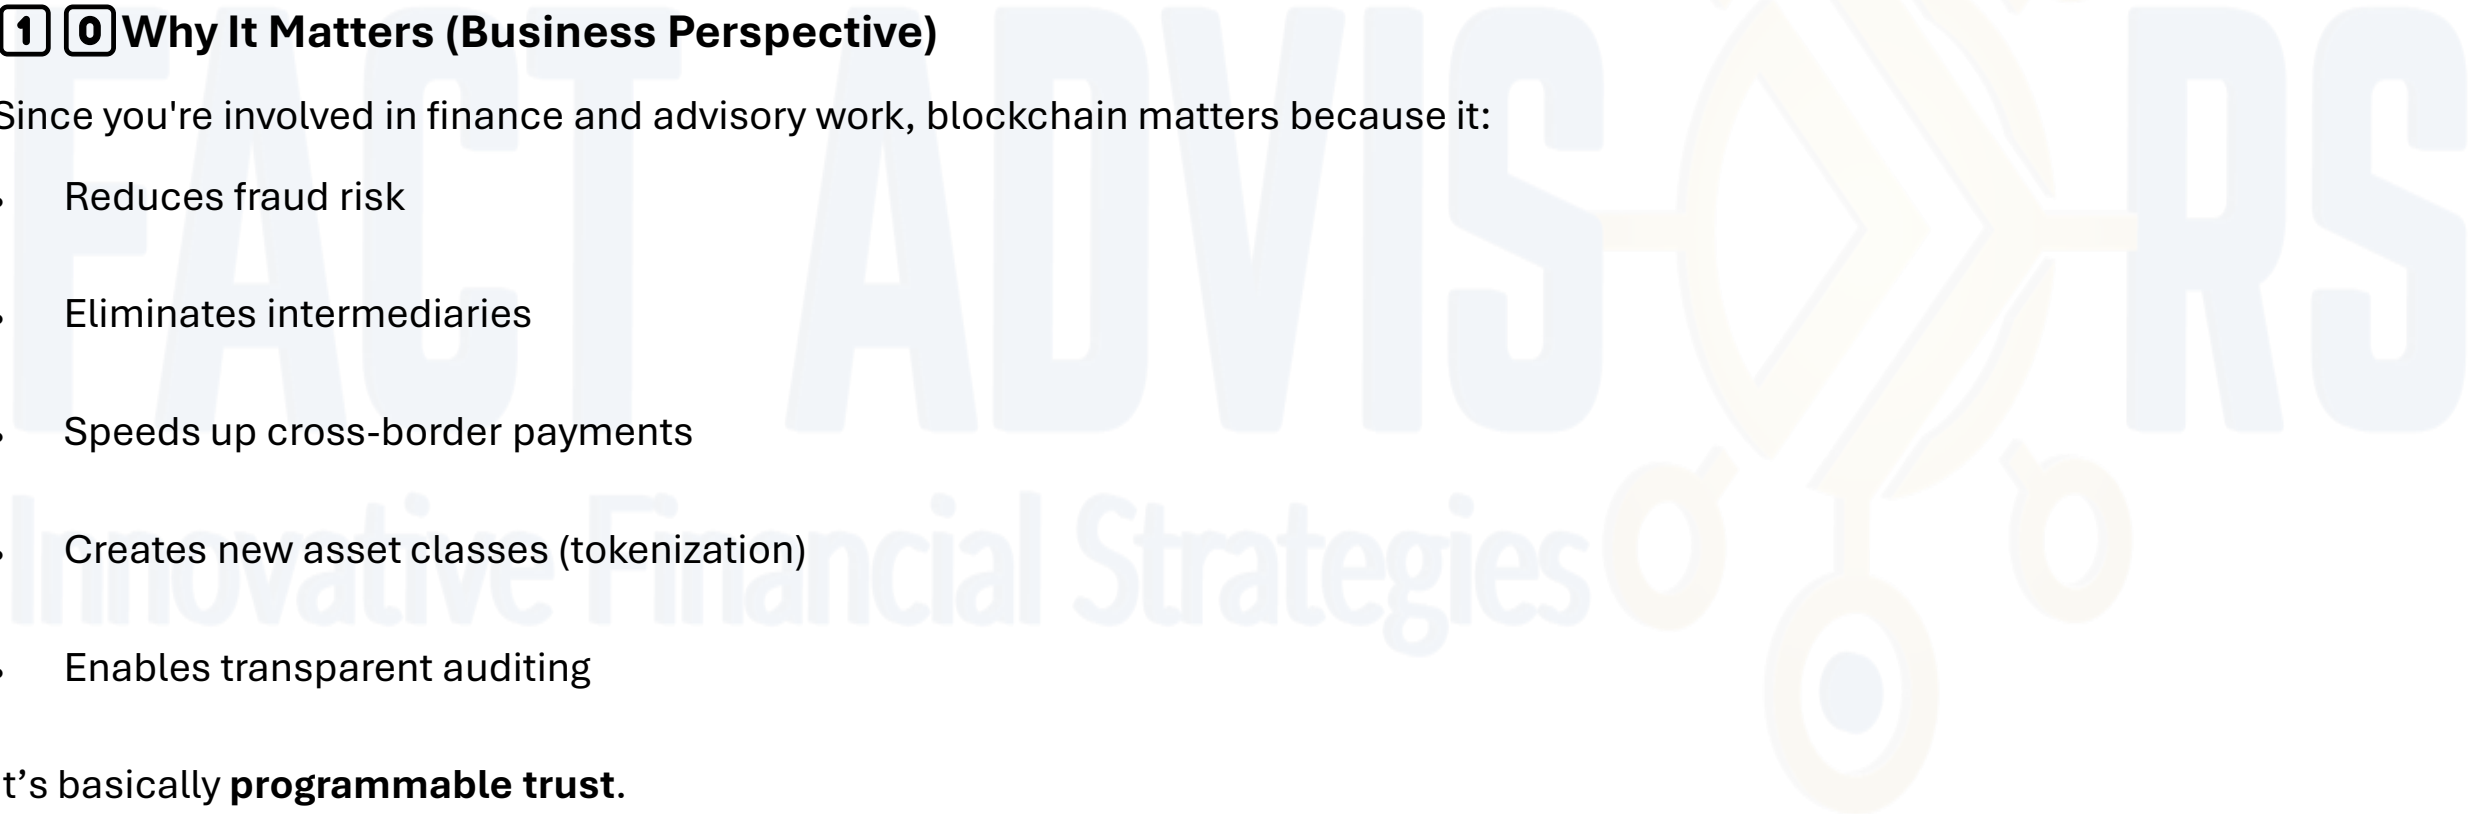 1 0 Why It Matters (Business Perspective)
Since you're involved in finance and advisory work, blockchain matters because it:
• Reduces fraud risk
• Eliminates intermediaries
• Speeds up cross-border payments
• Creates new asset classes (tokenization)
• Enables transparent auditing
It’s basically programmable trust.
FACT ADVIS RS
Innovative Financial Strategies